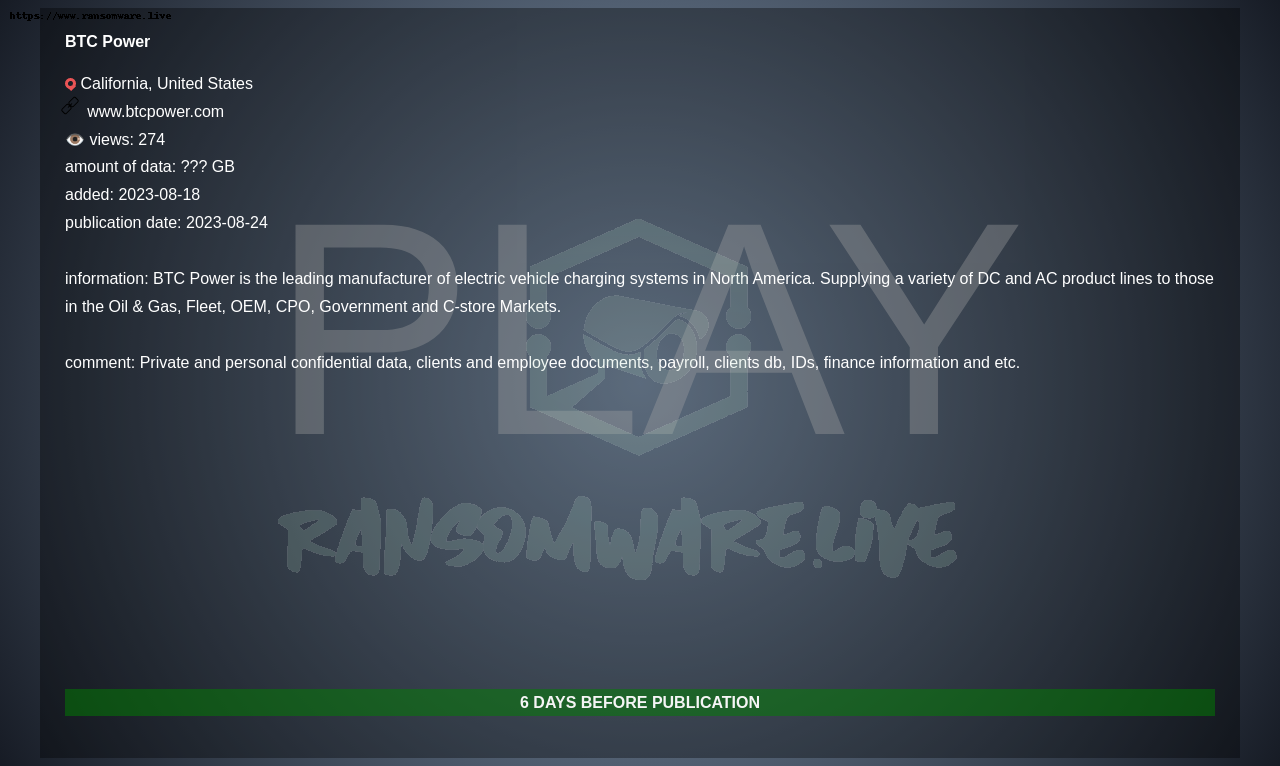 https://www.ransomware.live
BTC Power
California, United States
www.btcpower.com
views: 274
amount of data: ??? GB
added: 2023-08-18
publication date: 2023-08-24
PLAY
information: BTC Power is the leading manufacturer of electric vehicle charging systems in North America. Supplying a variety of DC and AC product lines to those
in the Oil & Gas, Fleet, OEM, CPO, Government and C-store Markets.
comment: Private and personal confidential data, clients and employee documents, payroll, clients db, IDs, finance information and etc.
RANSOMWARE.LIVE
6 DAYS BEFORE PUBLICATION